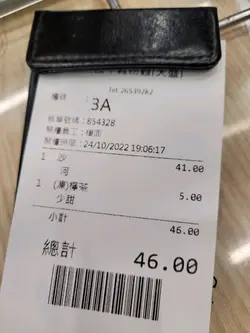 Tel: 26539762
檯號:
3A
帳單號碼:854328
開檯員工:樓面
開檯時間:24/10/2022 19:06:17
1 沙 41.00
河
1 (凍)檸茶 5.00
少甜
小計 46.00
總計 46.00